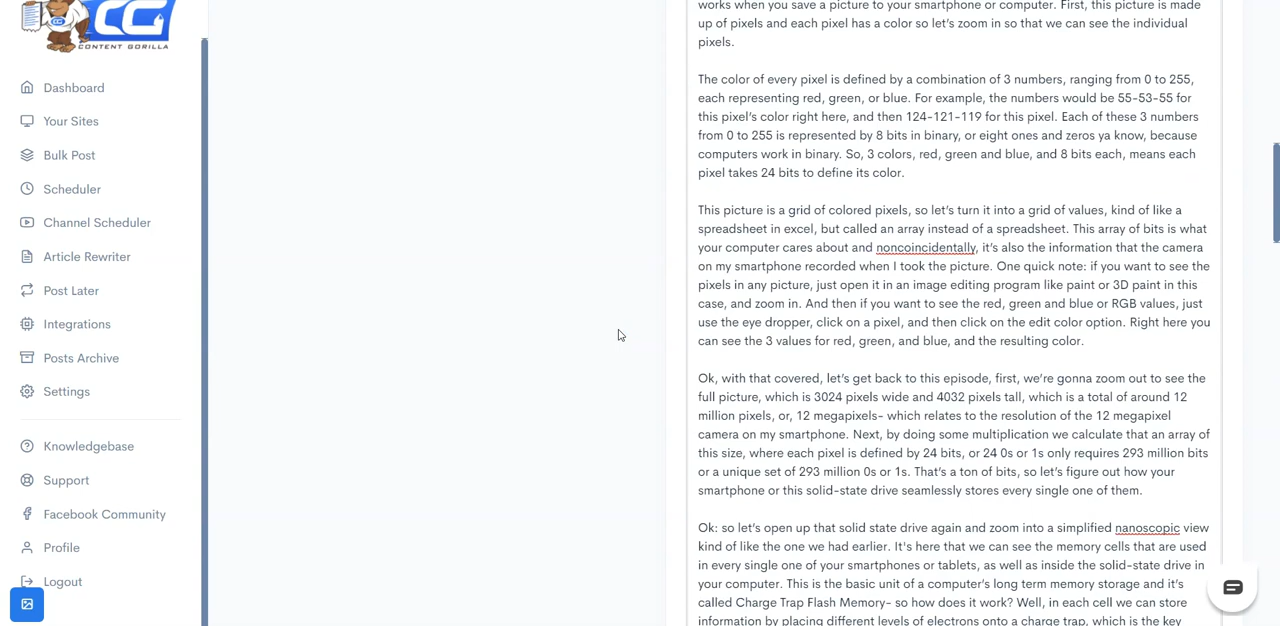 CG
CONTENT GORILLA
Dashboard
Your Sites
Bulk Post
Scheduler
Channel Scheduler
Article Rewriter
Post Later
Integrations
Posts Archive
Settings
Knowledgebase
Support
Facebook Community
Profile
Logout
works when you save a picture to your smartphone or computer. First, this picture is made
up of pixels and each pixel has a color so let's zoom in so that we can see the individual
pixels.
The color of every pixel is defined by a combination of 3 numbers, ranging from 0 to 255,
each representing red, green, or blue. For example, the numbers would be 55-53-55 for
this pixel's color right here, and then 124-121-119 for this pixel. Each of these 3 numbers
from 0 to 255 is represented by 8 bits in binary, or eight ones and zeros ya know, because
computers work in binary. So, 3 colors, red, green and blue, and 8 bits each, means each
pixel takes 24 bits to define its color.
This picture is a grid of colored pixels, so let's turn it into a grid of values, kind of like a
spreadsheet in excel, but called an array instead of a spreadsheet. This array of bits is what
your computer cares about and noncoincidentally, it's also the information that the camera
on my smartphone recorded when I took the picture. One quick note: if you want to see the
pixels in any picture, just open it in an image editing program like paint or 3D paint in this
case, and zoom in. And then if you want to see the red, green and blue or RGB values, just
use the eye dropper, click on a pixel, and then click on the edit color option. Right here you
can see the 3 values for red, green, and blue, and the resulting color.
Ok, with that covered, let's get back to this episode, first, we're gonna zoom out to see the
full picture, which is 3024 pixels wide and 4032 pixels tall, which is a total of around 12
million pixels, or, 12 megapixels- which relates to the resolution of the 12 megapixel
camera on my smartphone. Next, by doing some multiplication we calculate that an array of
this size, where each pixel is defined by 24 bits, or 24 0s or 1s only requires 293 million bits
or a unique set of 293 million 0s or 1s. That's a ton of bits, so let's figure out how your
smartphone or this solid-state drive seamlessly stores every single one of them.
Ok: so let's open up that solid state drive again and zoom into a simplified nanoscopic view
kind of like the one we had earlier. It's here that we can see the memory cells that are used
in every single one of your smartphones or tablets, as well as inside the solid-state drive in
your computer. This is the basic unit of a computer's long term memory storage and it's
called Charge Trap Flash Memory- so how does it work? Well, in each cell we can store
information by placing different levels of electrons onto a charge trap, which is the key